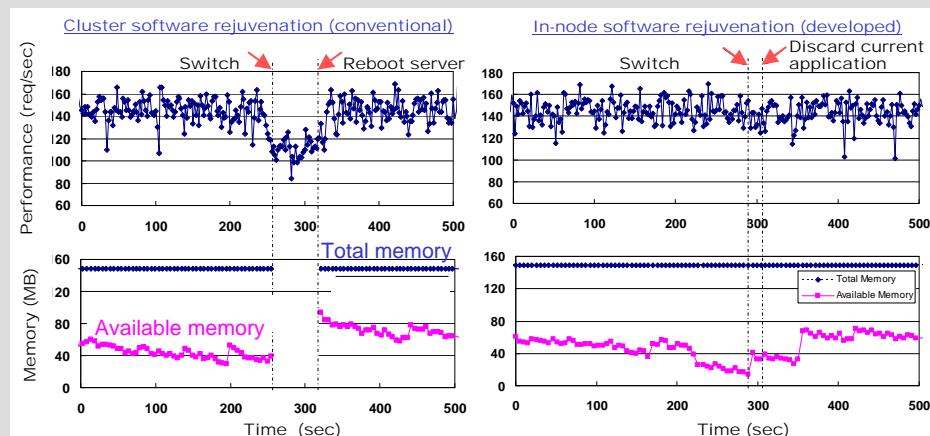 Cluster software rejuvenation (conventional)
In-node software rejuvenation (developed)
Switch
Reboot server
Switch
Discard current
application
Performance (req/sec)
180
160
140
120
100
80
60
0 100 200 300 400 500
180
160
140
120
100
80
60
0 100 200 300 400 500
Memory (MB)
60
20
80
40
0
Total memory
Available memory
0 100 200 300 400 500
Time (sec)
160
120
80
40
0
Total Memory
Available Memory
0 100 200 300 400 500
Time (sec)